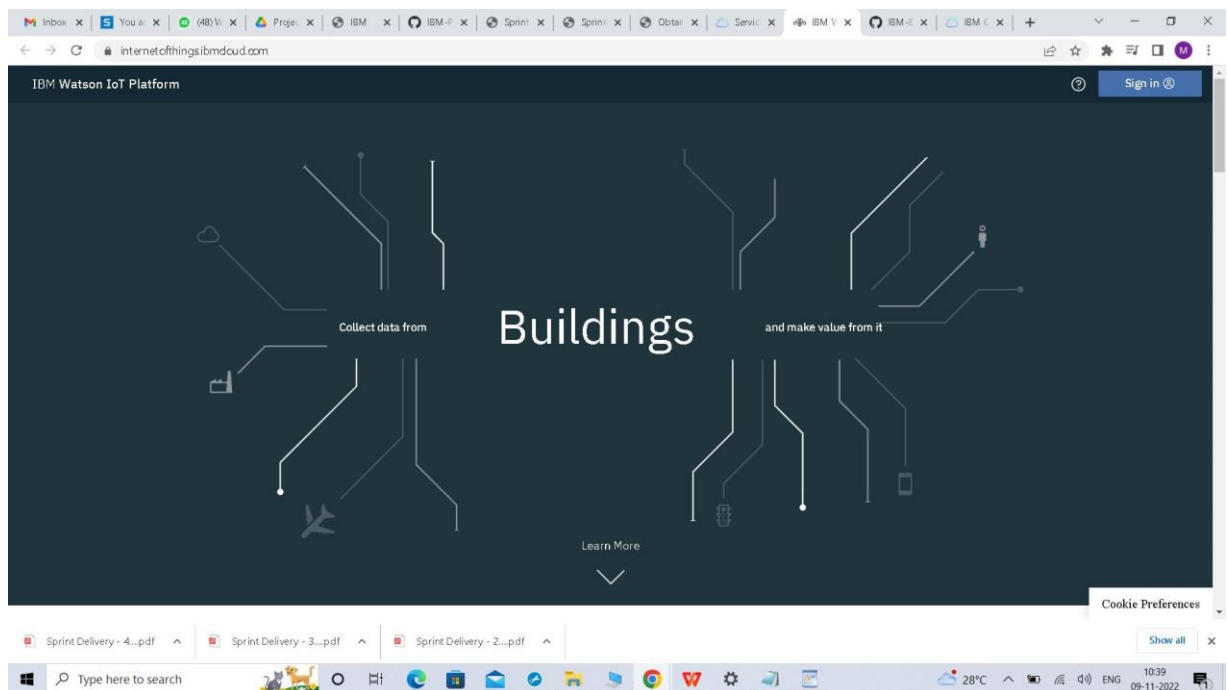 Inbox
You ar
(48) W
Projec
IBM
IBM-P
Sprint
Sprint
Obtai
Servic
IBM W
IBM-E
IBM C
internetofthings.ibmcloud.com
M
IBM Watson IoT Platform
Sign in
Collect data from
Buildings
and make value from it
Learn More
Cookie Preferences
Sprint Delivery - 4....pdf
Sprint Delivery - 3....pdf
Sprint Delivery - 2....pdf
Show all
Type here to search
28°C
ENG
10:39
09-11-2022